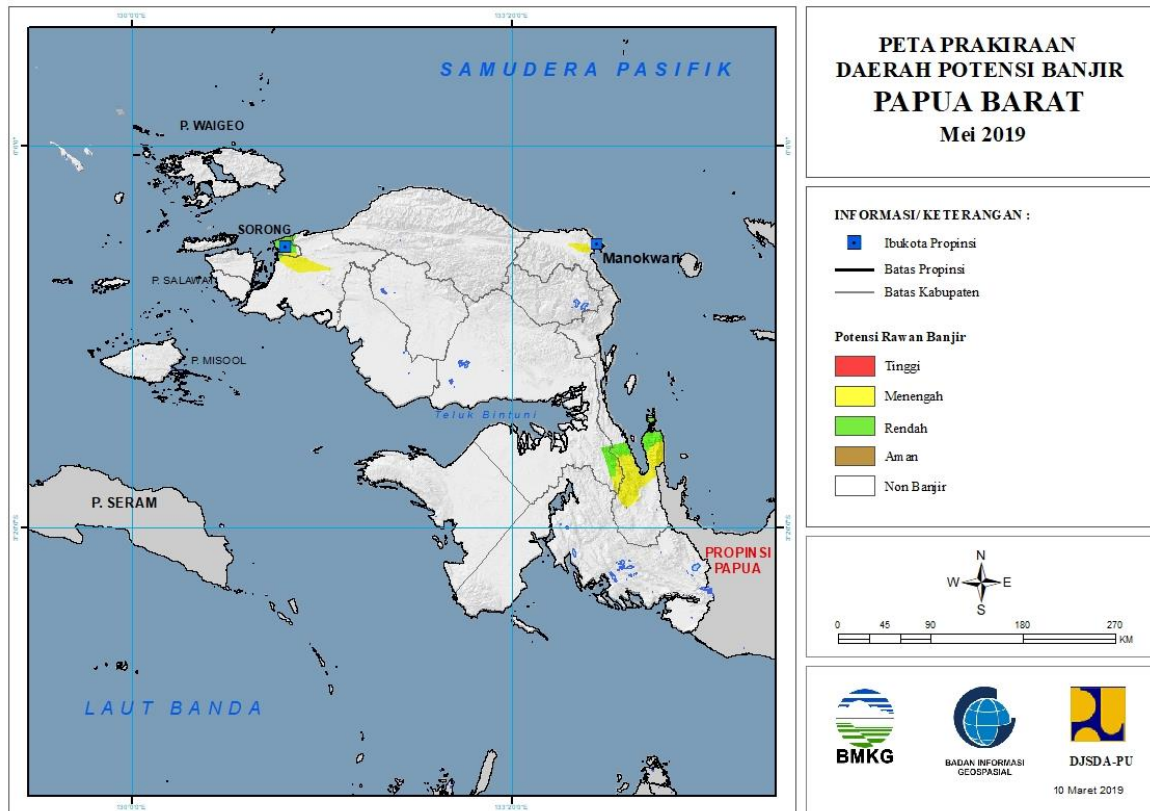 PETA PRAKIRAAN
DAERAH POTENSI BANJIR
PAPUA BARAT
Mei 2019
SAMUDERA PASIFIK
P. WAIGEO
SORONG
Manokwari
P. SALAWATI
P. MISOOL
Teluk Bintuni
P. SERAM
PROPINSI
PAPUA
LAUT BANDA
INFORMASI/ KETERANGAN :
Ibukota Propinsi
Batas Propinsi
Batas Kabupaten
Potensi Rawan Banjir
Tinggi
Menengah
Rendah
Aman
Non Banjir
N
W E
S
0 45 90 180 270
KM
BMKG
BADAN INFORMASI
GEOSPASIAL
DJSDA-PU
10 Maret 2019